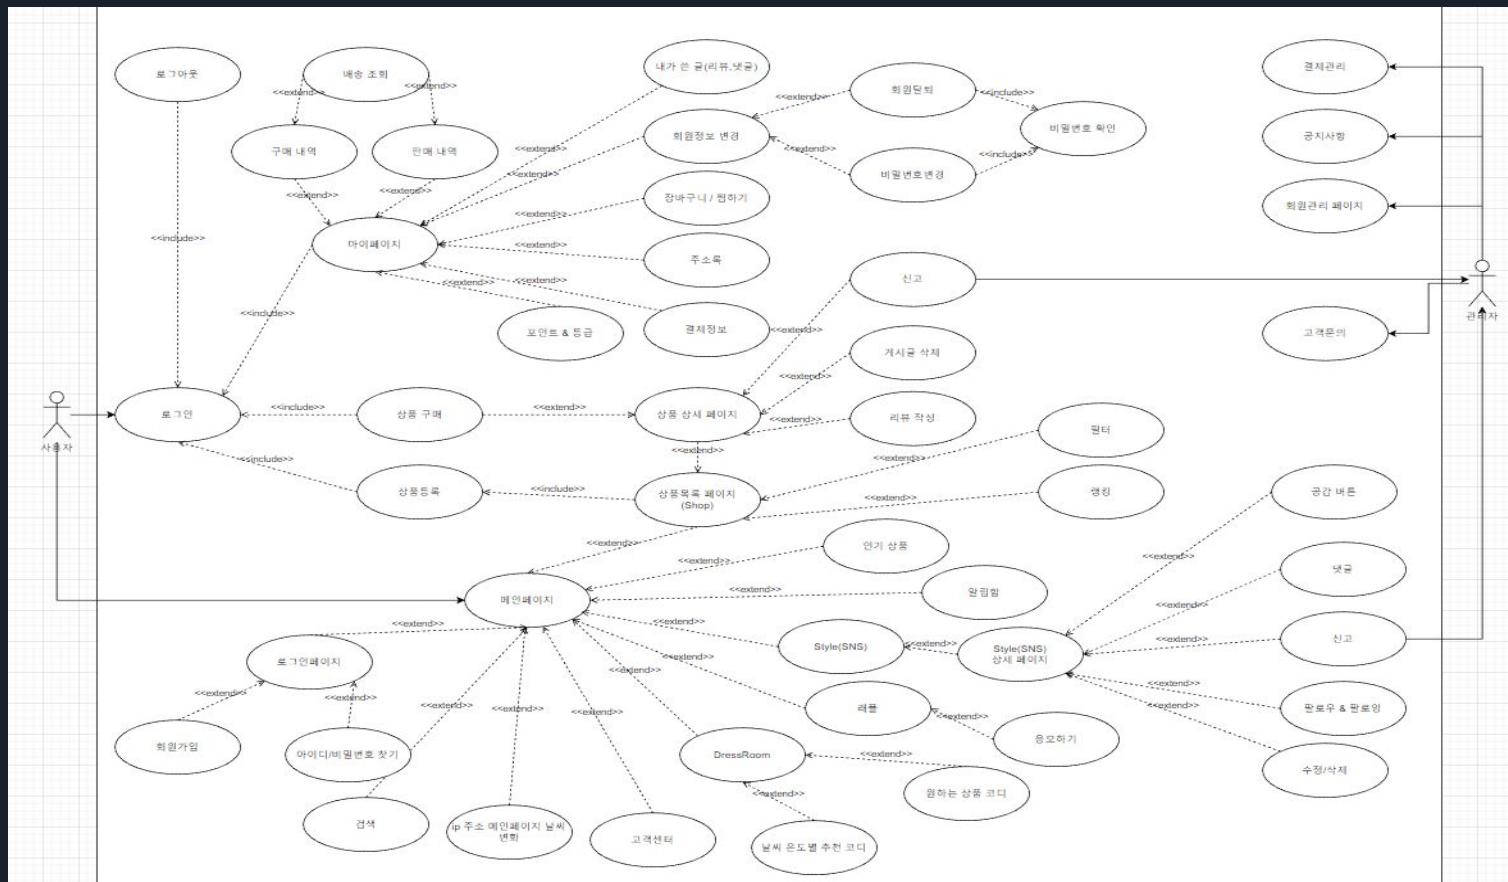 로그아웃
배송 조회
내가 쓴 글(리뷰,댓글)
회원탈퇴
결제관리
<<extend>>
<<extend>>
<<extend>>
<<include>>
구매 내역
판매 내역
회원정보 변경
비밀번호 확인
공지사항
<<extend>>
<<extend>>
<<include>>
<<extend>>
비밀번호변경
<<extend>>
<<extend>>
장바구니 / 찜하기
회원관리 페이지
<<extend>>
<<include>>
마이페이지
<<extend>>
주소록
<<extend>>
<<extend>>
신고
<<include>>
포인트 & 등급
결제정보
<<extend>>
관리자
고객문의
게시글 삭제
<<extend>>
사용자
로그인
<<include>>
상품 구매
<<extend>>
상품 상세 페이지
<<extend>>
리뷰 작성
필터
<<include>>
<<extend>>
<<extend>>
상품등록
<<include>>
상품목록 페이지
(Shop)
<<extend>>
랭킹
공간 버튼
<<extend>>
<<extend>>
인기 상품
<<extend>>
댓글
메인페이지
<<extend>>
알림함
<<extend>>
<<extend>>
<<extend>>
Style(SNS)
<<extend>>
Style(SNS)
상세 페이지
<<extend>>
신고
로그인페이지
<<extend>>
<<extend>>
<<extend>>
<<extend>>
<<extend>>
<<extend>>
<<extend>>
래플
<<extend>>
<<extend>>
<<extend>>
팔로우 & 팔로잉
회원가입
아이디/비밀번호 찾기
DressRoom
<<extend>>
응모하기
수정/삭제
<<extend>>
원하는 상품 코디
검색
ip 주소 메인페이지 날씨
변화
고객센터
날씨 온도별 추천 코디